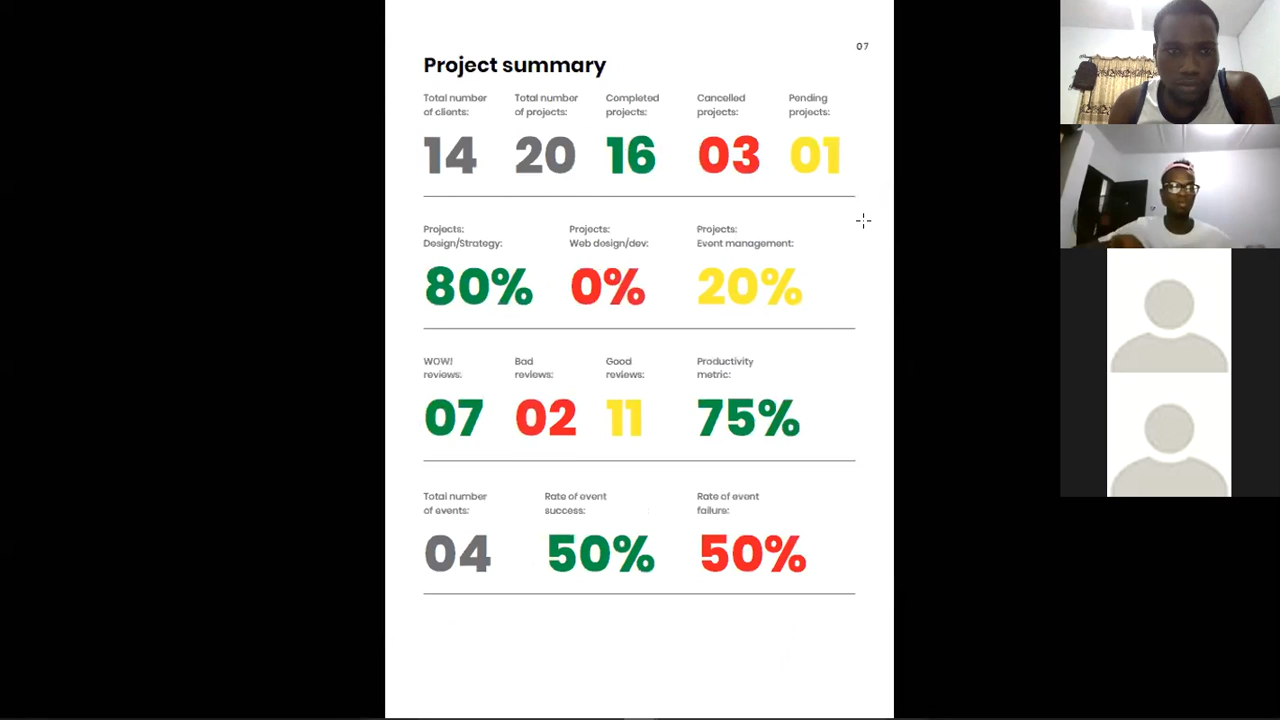 07
Project summary
Total number Total number Completed Cancelled Pending
of clients: of projects: projects: projects: projects:
14 20 16 03 01
Projects: Projects: Projects:
Design/Strategy: Web design/dev: Event management:
80% 0% 20%
WOW! Bad Good Productivity
reviews: reviews: reviews: metric:
07 02 11 75%
Total number Rate of event Rate of event
of events: success: failure:
04 50% 50%